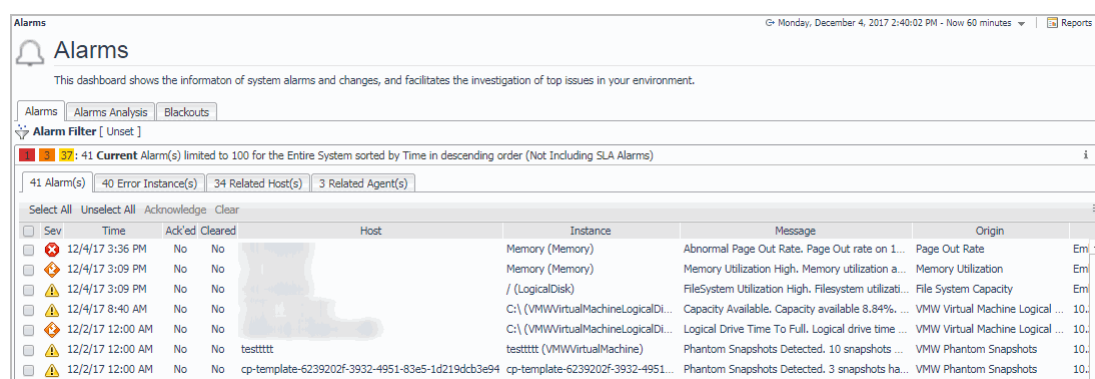 Alarms
Monday, December 4, 2017 2:40:02 PM - Now 60 minutes | Reports
Alarms
This dashboard shows the informaton of system alarms and changes, and facilitates the investigation of top issues in your environment.
Alarms Alarms Analysis Blackouts
Alarm Filter [ Unset ]
1 3 37 : 41 Current Alarm(s) limited to 100 for the Entire System sorted by Time in descending order (Not Including SLA Alarms) i
41 Alarm(s) 40 Error Instance(s) 34 Related Host(s) 3 Related Agent(s)
Select All Unselect All Acknowledge Clear
Sev Time Ack'ed Cleared Host Instance Message Origin
12/4/17 3:36 PM No No Memory (Memory) Abnormal Page Out Rate. Page Out rate on 1... Page Out Rate Em
12/4/17 3:09 PM No No Memory (Memory) Memory Utilization High. Memory utilization a... Memory Utilization Em
12/4/17 3:09 PM No No / (LogicalDisk) FileSystem Utilization High. Filesystem utilizati... File System Capacity Em
12/4/17 8:40 AM No No C:\ (VMWVirtualMachineLogicalDi... Capacity Available. Capacity available 8.84%. ... VMW Virtual Machine Logical ... 10.
12/2/17 12:00 AM No No C:\ (VMWVirtualMachineLogicalDi... Logical Drive Time To Full. Logical drive time ... VMW Virtual Machine Logical ... 10.
12/2/17 12:00 AM No No testtttt testtttt (VMWVirtualMachine) Phantom Snapshots Detected. 10 snapshots ... VMW Phantom Snapshots 10.
12/2/17 12:00 AM No No cp-template-6239202f-3932-4951-83e5-1d219dcb3e94 cp-template-6239202f-3932-4951... Phantom Snapshots Detected. 3 snapshots ha... VMW Phantom Snapshots 10.